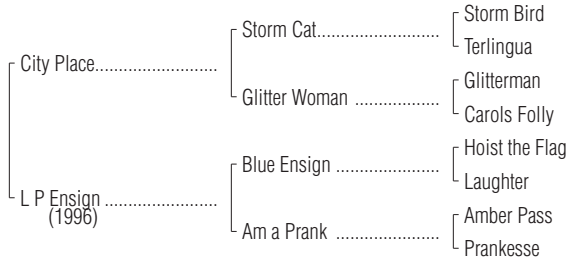 Storm Bird
Storm Cat........................
Terlingua
City Place........................
Glitterman
Glitter Woman .................
Carols Folly
Hoist the Flag
Blue Ensign .....................
Laughter
L P Ensign ......................
(1996)
Amber Pass
Am a Prank .....................
Prankesse